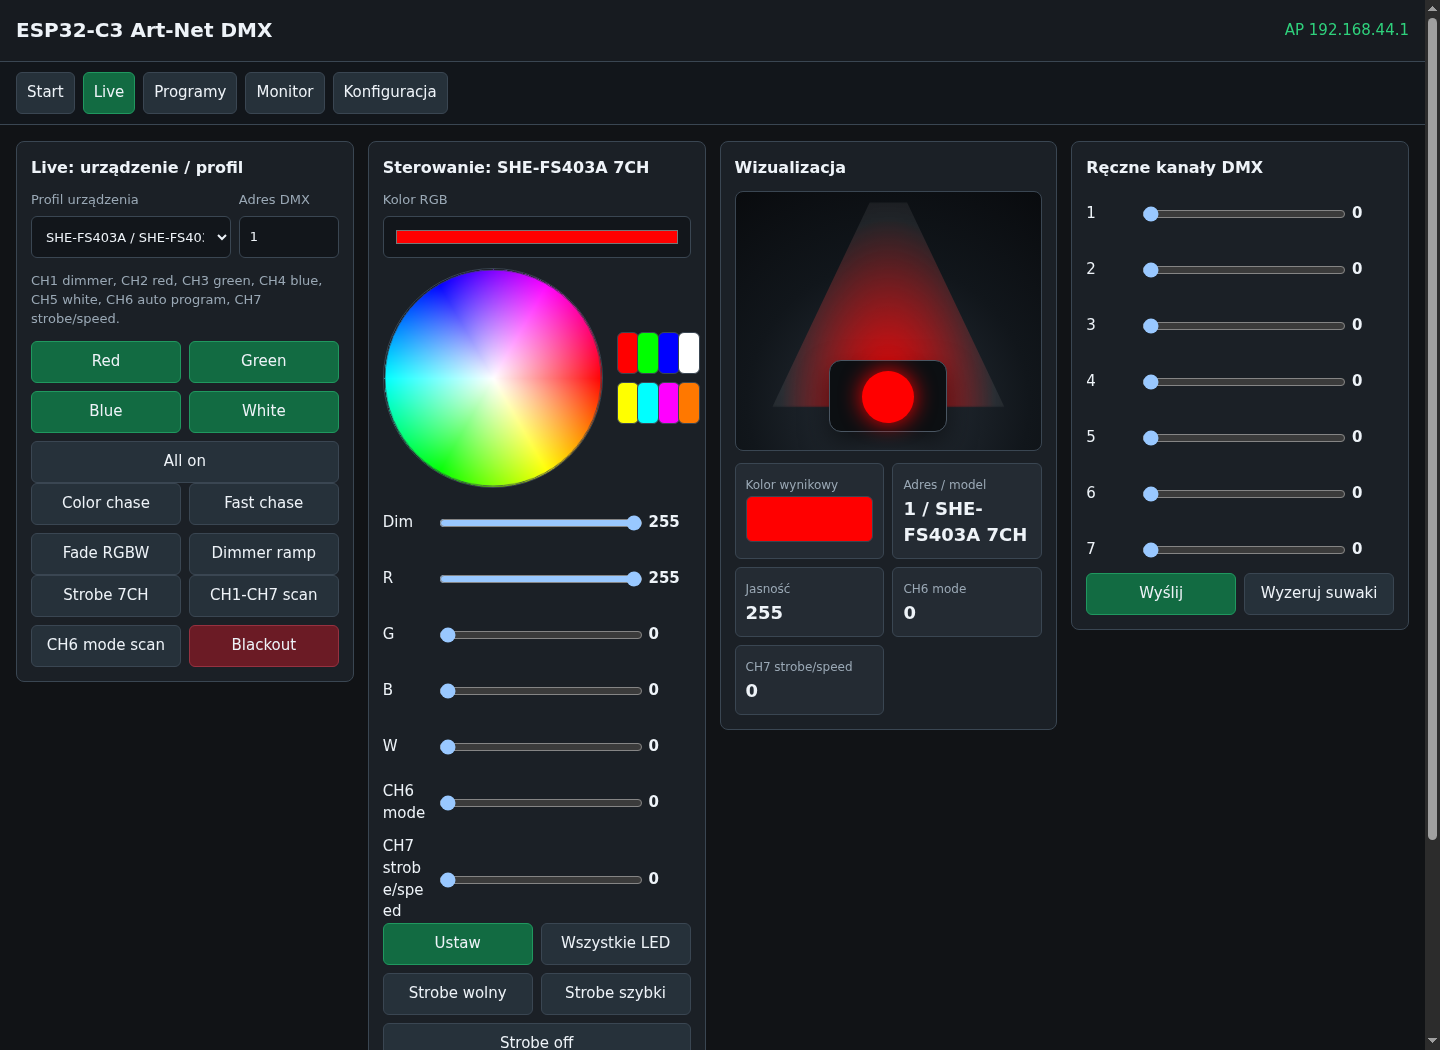 ESP32-C3 Art-Net DMX
AP 192.168.44.1
Start
Live
Programy
Monitor
Konfiguracja
Live: urządzenie / profil
Profil urządzenia
Adres DMX
SHE-FS403A / SHE-FS40
1
CH1 dimmer, CH2 red, CH3 green, CH4 blue,
CH5 white, CH6 auto program, CH7
strobe/speed.
Red
Green
Blue
White
All on
Color chase
Fast chase
Fade RGBW
Dimmer ramp
Strobe 7CH
CH1-CH7 scan
CH6 mode scan
Blackout
Sterowanie: SHE-FS403A 7CH
Kolor RGB
Dim
255
R
255
G
0
B
0
W
0
CH6
mode
0
CH7
strob
e/spe
ed
0
Ustaw
Wszystkie LED
Strobe wolny
Strobe szybki
Strobe off
Wizualizacja
Kolor wynikowy
Adres / model
1 / SHE-
FS403A 7CH
Jasność
255
CH6 mode
0
CH7 strobe/speed
0
Ręczne kanały DMX
1
0
2
0
3
0
4
0
5
0
6
0
7
0
Wyślij
Wyzeruj suwaki